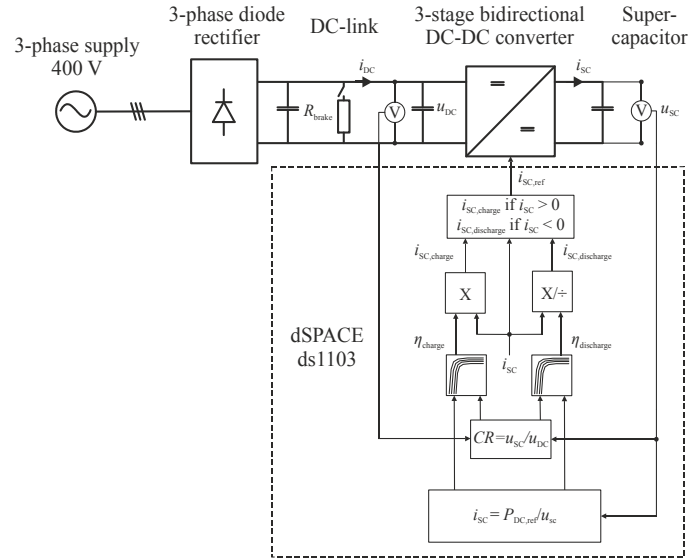 3-phase supply
400 V
3-phase diode
rectifier
DC-link
3-stage bidirectional
DC-DC converter
Super-
capacitor
i_DC
i_SC
R_brake
V
u_DC
=
=
V
u_SC
i_SC,ref
i_SC,charge if i_SC > 0
i_SC,discharge if i_SC < 0
i_SC,charge
i_SC,discharge
X
X/÷
dSPACE
ds1103
η_charge
i_SC
η_discharge
CR=u_SC/u_DC
i_SC = P_DC,ref/u_sc